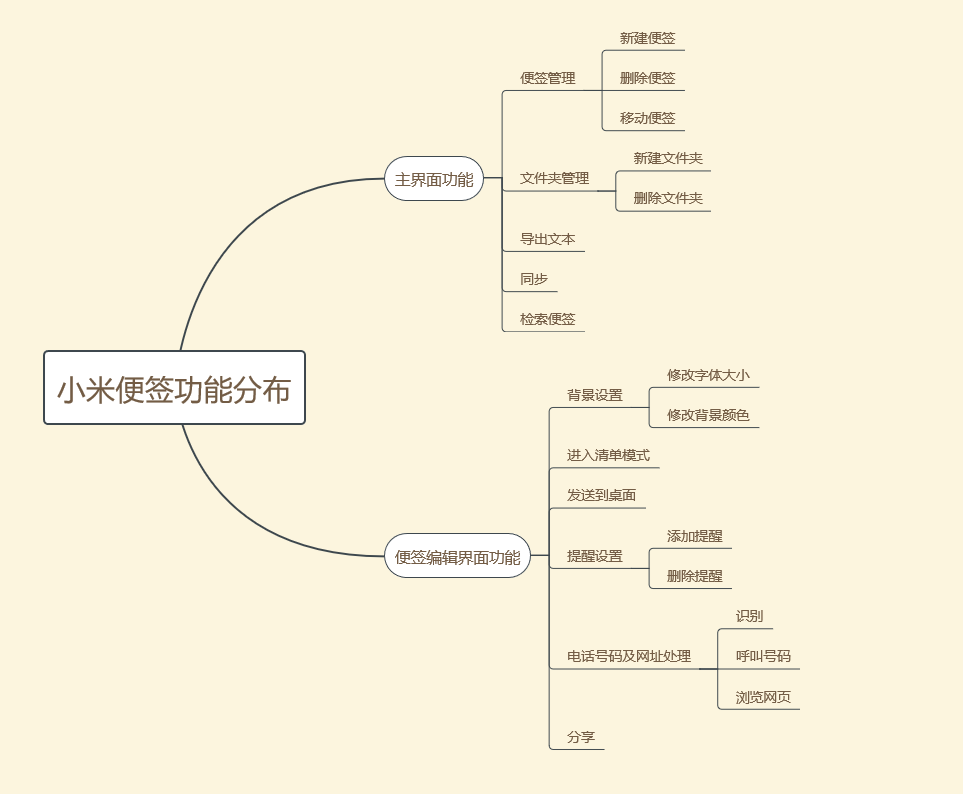 小米便签功能分布
主界面功能
便签管理
新建便签
删除便签
移动便签
文件夹管理
新建文件夹
删除文件夹
导出文本
同步
检索便签
便签编辑界面功能
背景设置
修改字体大小
修改背景颜色
进入清单模式
发送到桌面
提醒设置
添加提醒
删除提醒
电话号码及网址处理
识别
呼叫号码
浏览网页
分享